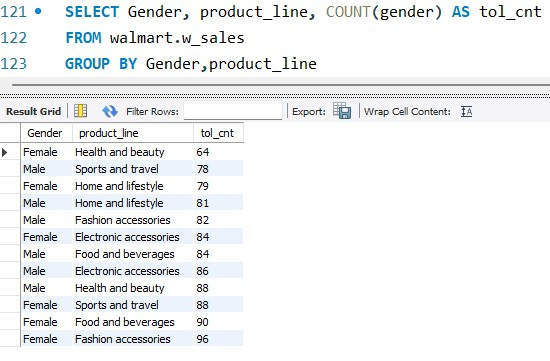 121 SELECT Gender, product_line, COUNT(gender) AS tol_cnt
122 FROM walmart.w_sales
123 GROUP BY Gender,product_line
Result Grid Filter Rows: Export: Wrap Cell Content: IA
Gender product_line tol_cnt
Female Health and beauty 64
Male Sports and travel 78
Female Home and lifestyle 79
Male Home and lifestyle 81
Male Fashion accessories 82
Female Electronic accessories 84
Male Food and beverages 84
Male Electronic accessories 86
Male Health and beauty 88
Female Sports and travel 88
Female Food and beverages 90
Female Fashion accessories 96